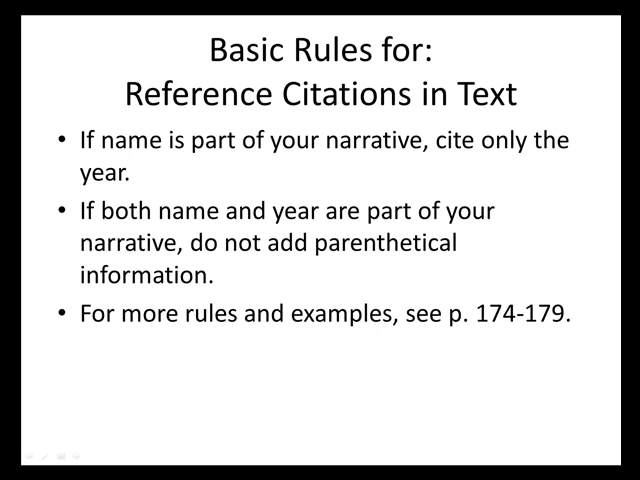 Basic Rules for:
Reference Citations in Text
• If name is part of your narrative, cite only the
year.
• If both name and year are part of your
narrative, do not add parenthetical
information.
• For more rules and examples, see p. 174-179.